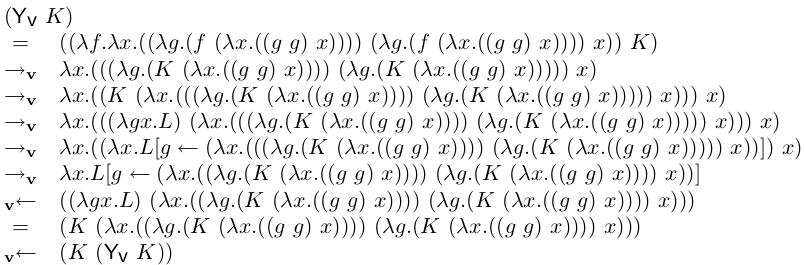 (Y_V K)
= ((λf.λx.((λg.(f (λx.((g g) x)))) (λg.(f (λx.((g g) x)))) x)) K)
→_v λx.(((λg.(K (λx.((g g) x)))) (λg.(K (λx.((g g) x))))) x)
→_v λx.((K (λx.(((λg.(K (λx.((g g) x)))) (λg.(K (λx.((g g) x))))) x))) x)
→_v λx.(((λgx.L) (λx.(((λg.(K (λx.((g g) x)))) (λg.(K (λx.((g g) x))))) x))) x)
→_v λx.((λx.L[g ← (λx.(((λg.(K (λx.((g g) x)))) (λg.(K (λx.((g g) x))))) x))]) x)
→_v λx.L[g ← (λx.((λg.(K (λx.((g g) x)))) (λg.(K (λx.((g g) x)))) x))]
_v← ((λgx.L) (λx.((λg.(K (λx.((g g) x)))) (λg.(K (λx.((g g) x)))) x)))
= (K (λx.((λg.(K (λx.((g g) x)))) (λg.(K (λx.((g g) x)))) x)))
_v← (K (Y_V K))